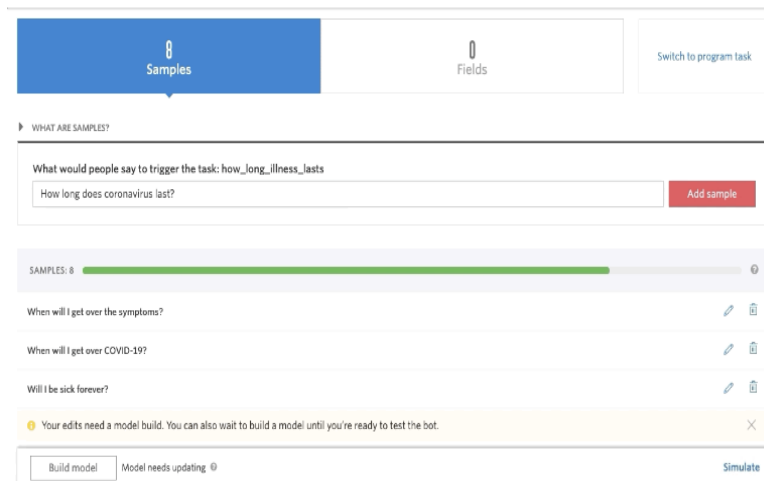 8
Samples
0
Fields
Switch to program task
WHAT ARE SAMPLES?
What would people say to trigger the task: how_long_illness_lasts
How long does coronavirus last?
Add sample
SAMPLES: 8
When will I get over the symptoms?
When will I get over COVID-19?
Will I be sick forever?
Your edits need a model build. You can also wait to build a model until you're ready to test the bot.
Build model
Model needs updating
Simulate